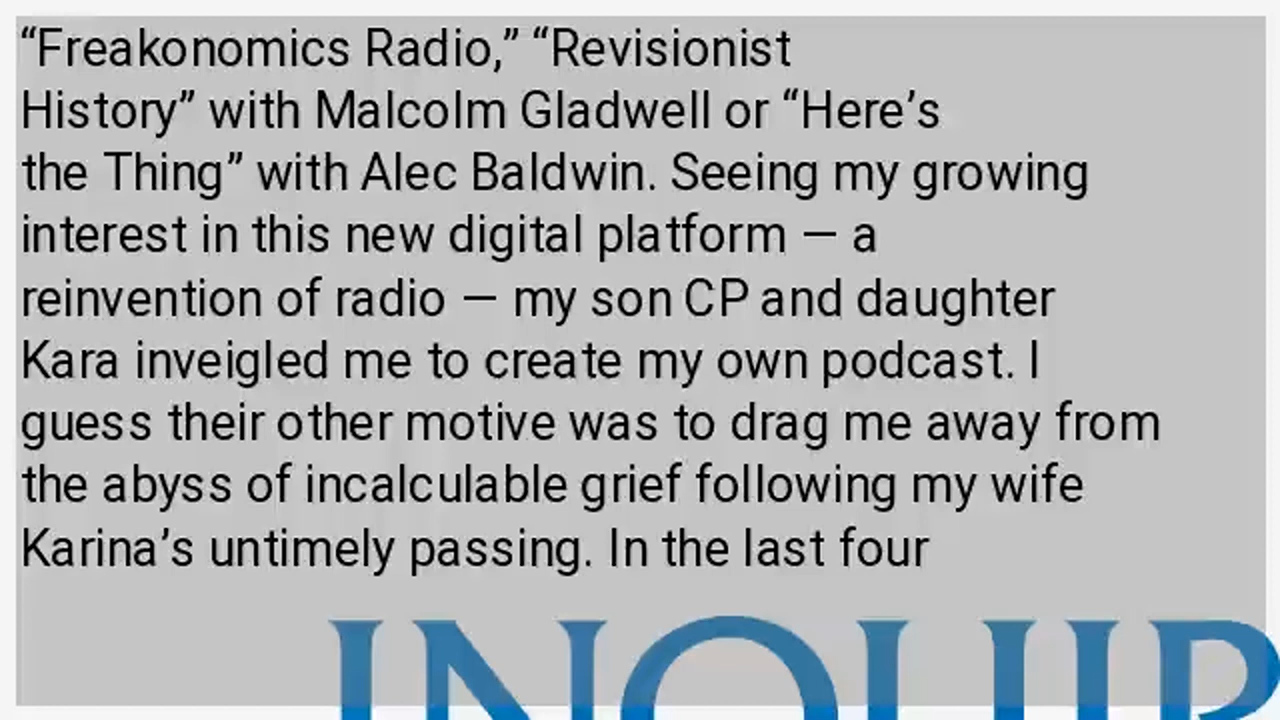 “Freakonomics Radio,” “Revisionist
History” with Malcolm Gladwell or “Here’s
the Thing” with Alec Baldwin. Seeing my growing
interest in this new digital platform — a
reinvention of radio — my son CP and daughter
Kara inveigled me to create my own podcast. I
guess their other motive was to drag me away from
the abyss of incalculable grief following my wife
Karina’s untimely passing. In the last four
INQUIR